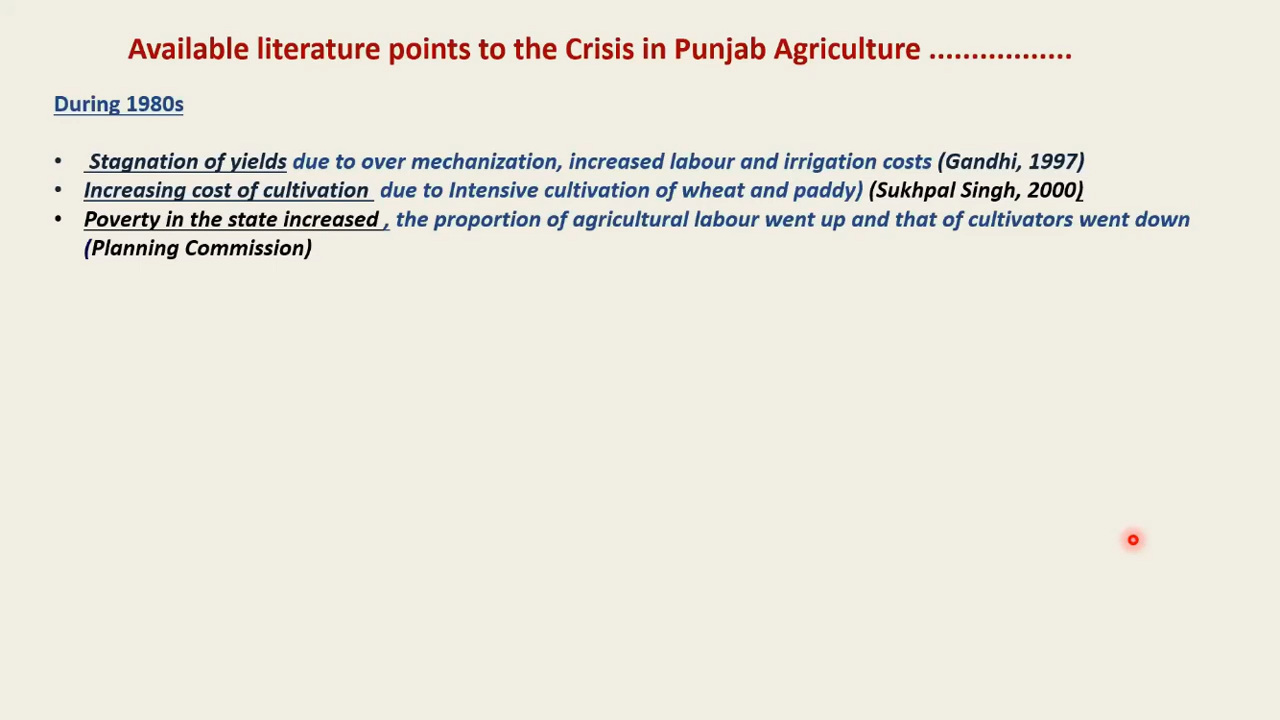 Available literature points to the Crisis in Punjab Agriculture .................
During 1980s
• Stagnation of yields due to over mechanization, increased labour and irrigation costs (Gandhi, 1997)
• Increasing cost of cultivation due to Intensive cultivation of wheat and paddy) (Sukhpal Singh, 2000)
• Poverty in the state increased , the proportion of agricultural labour went up and that of cultivators went down
(Planning Commission)